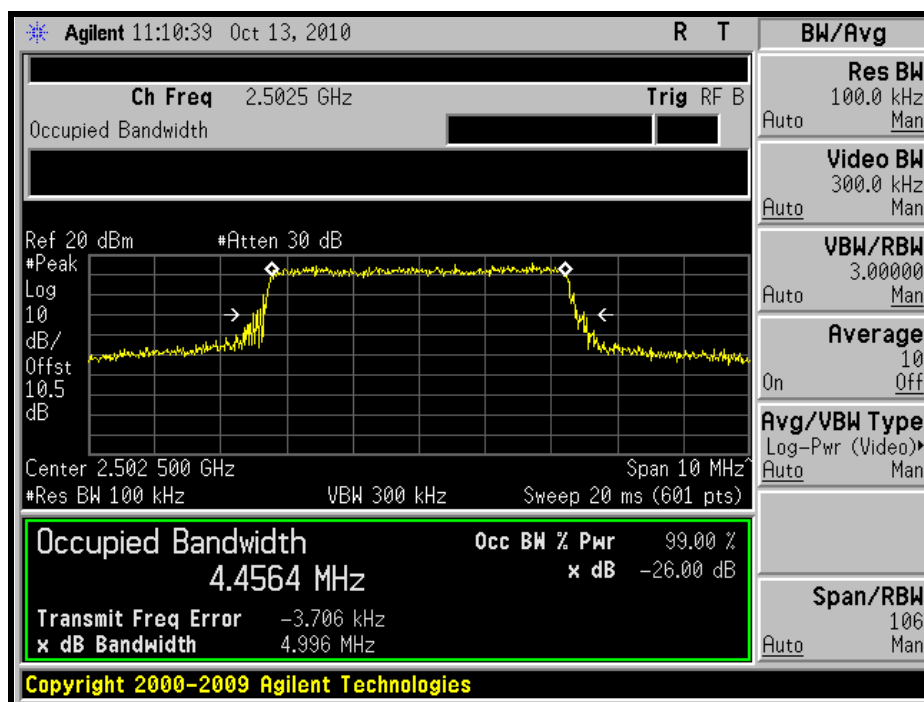 Agilent 11:10:39 Oct 13, 2010 R T
Ch Freq 2.5025 GHz Trig RF B
Occupied Bandwidth
Ref 20 dBm #Atten 30 dB
#Peak
Log
10
dB/
Offst
10.5
dB
Center 2.502 500 GHz Span 10 MHz^
#Res BW 100 kHz VBW 300 kHz Sweep 20 ms (601 pts)
Occupied Bandwidth Occ BW % Pwr 99.00 %
4.4564 MHz x dB -26.00 dB
Transmit Freq Error -3.706 kHz
x dB Bandwidth 4.996 MHz
Copyright 2000-2009 Agilent Technologies
BW/Avg
Res BW
100.0 kHz
Auto Man
Video BW
300.0 kHz
Auto Man
VBW/RBW
3.00000
Auto Man
Average
10
On Off
Avg/VBW Type
Log-Pwr (Video)▸
Auto Man
Span/RBW
106
Auto Man